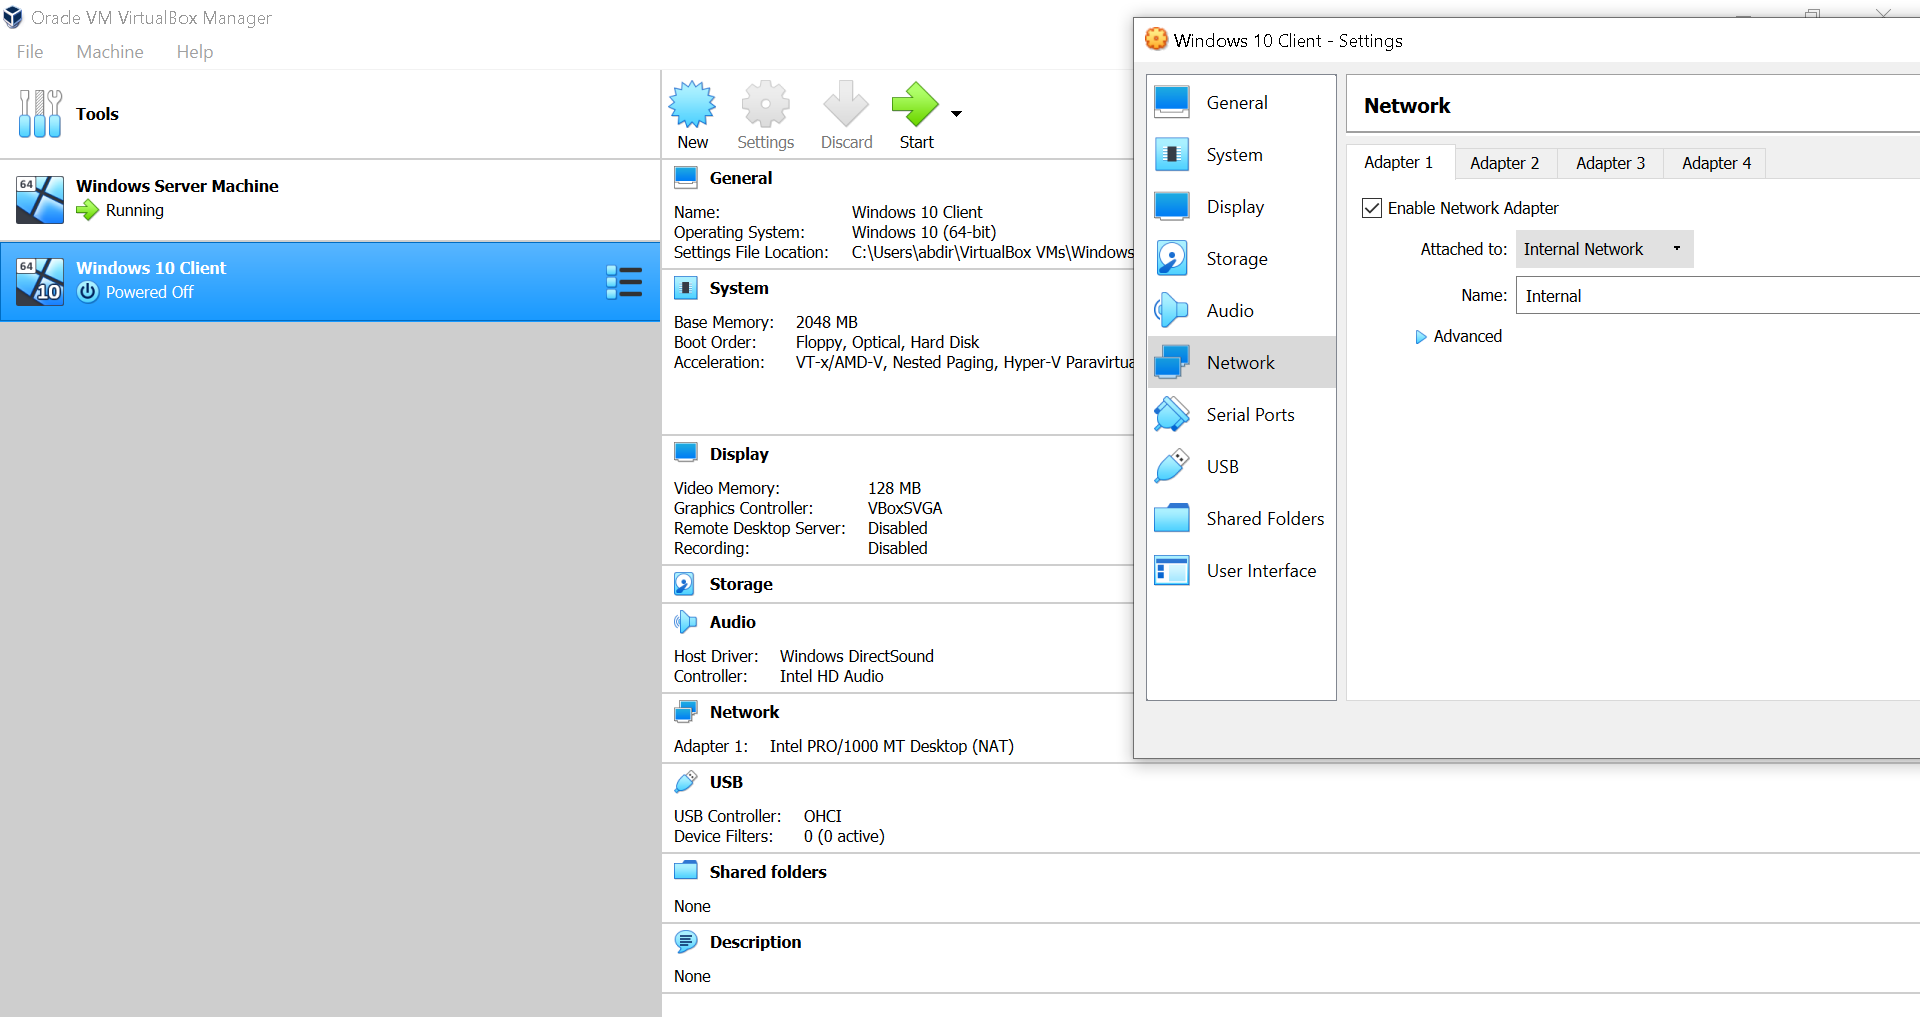 Oracle VM VirtualBox Manager
File Machine Help
Tools
Windows Server Machine
Running
Windows 10 Client
Powered Off
New Settings Discard Start
General
Name: Windows 10 Client
Operating System: Windows 10 (64-bit)
Settings File Location: C:\Users\abdir\VirtualBox VMs\Windows
System
Base Memory: 2048 MB
Boot Order: Floppy, Optical, Hard Disk
Acceleration: VT-x/AMD-V, Nested Paging, Hyper-V Paravirtua
Display
Video Memory: 128 MB
Graphics Controller: VBoxSVGA
Remote Desktop Server: Disabled
Recording: Disabled
Storage
Audio
Host Driver: Windows DirectSound
Controller: Intel HD Audio
Network
Adapter 1: Intel PRO/1000 MT Desktop (NAT)
USB
USB Controller: OHCI
Device Filters: 0 (0 active)
Shared folders
None
Description
None
Windows 10 Client - Settings
General
System
Display
Storage
Audio
Network
Serial Ports
USB
Shared Folders
User Interface
Network
Adapter 1 Adapter 2 Adapter 3 Adapter 4
Enable Network Adapter
Attached to: Internal Network
Name: Internal
Advanced
64
64
10